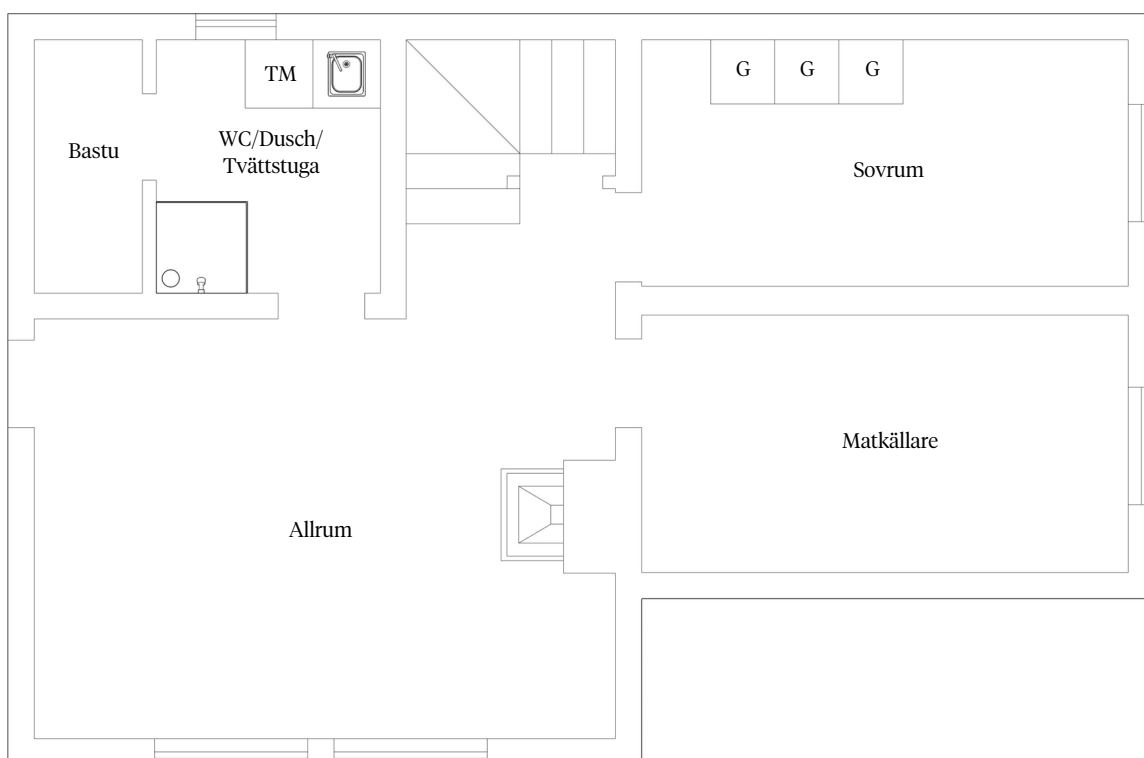 TM
G G G
Bastu
WC/Dusch/
Tvättstuga
Sovrum
Matkällare
Allrum